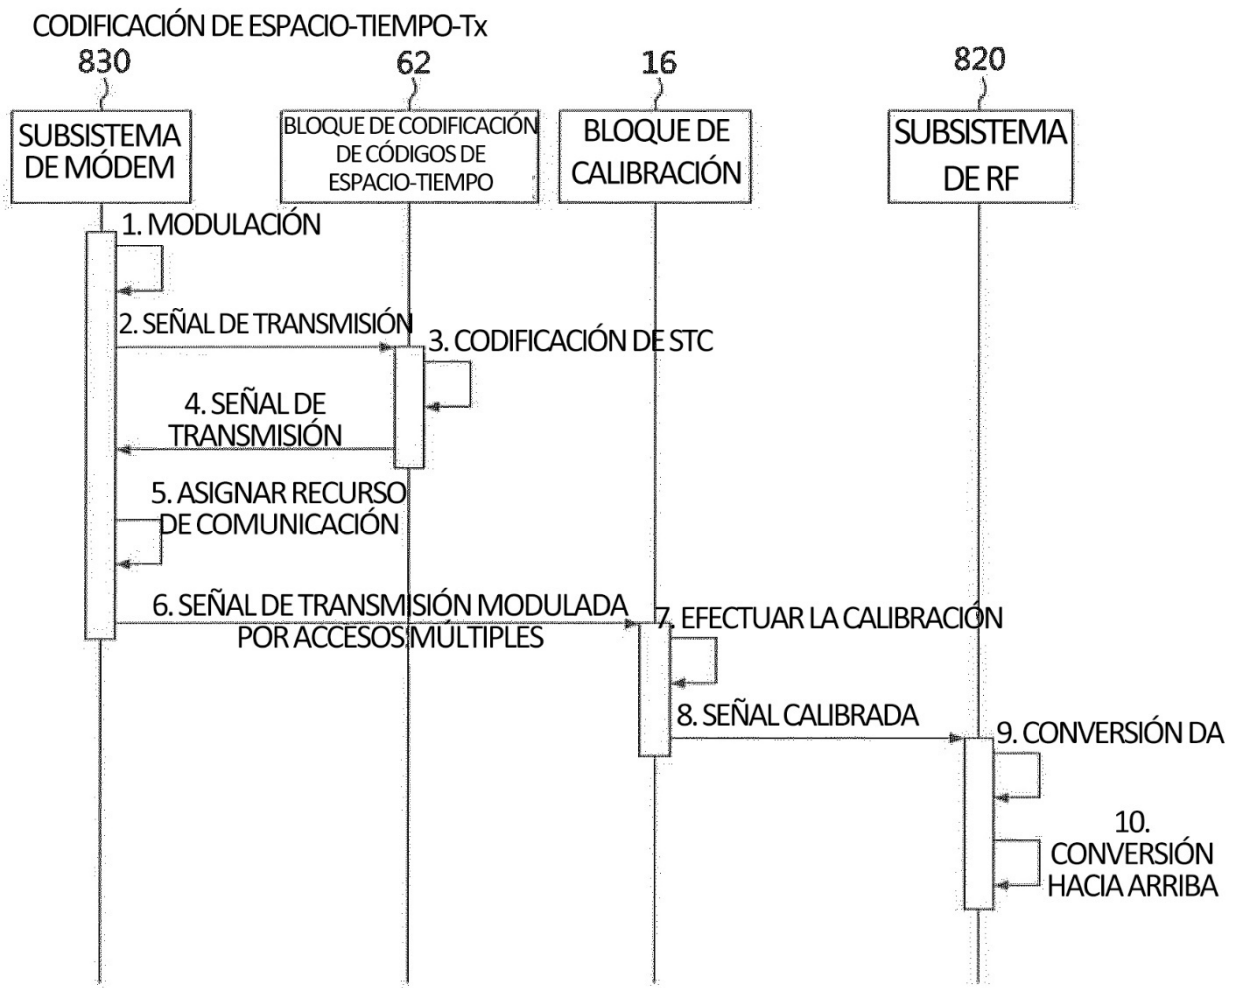 CODIFICACIÓN DE ESPACIO-TIEMPO-Tx
830
62
16
820
SUBSISTEMA
DE MÓDEM
BLOQUE DE CODIFICACIÓN
DE CÓDIGOS DE
ESPACIO-TIEMPO
BLOQUE DE
CALIBRACIÓN
SUBSISTEMA
DE RF
1. MODULACIÓN
2. SEÑAL DE TRANSMISIÓN
3. CODIFICACIÓN DE STC
4. SEÑAL DE
TRANSMISIÓN
5. ASIGNAR RECURSO
DE COMUNICACIÓN
6. SEÑAL DE TRANSMISIÓN MODULADA
POR ACCESOS MÚLTIPLES
7. EFECTUAR LA CALIBRACIÓN
8. SEÑAL CALIBRADA
9. CONVERSIÓN DA
10.
CONVERSIÓN
HACIA ARRIBA